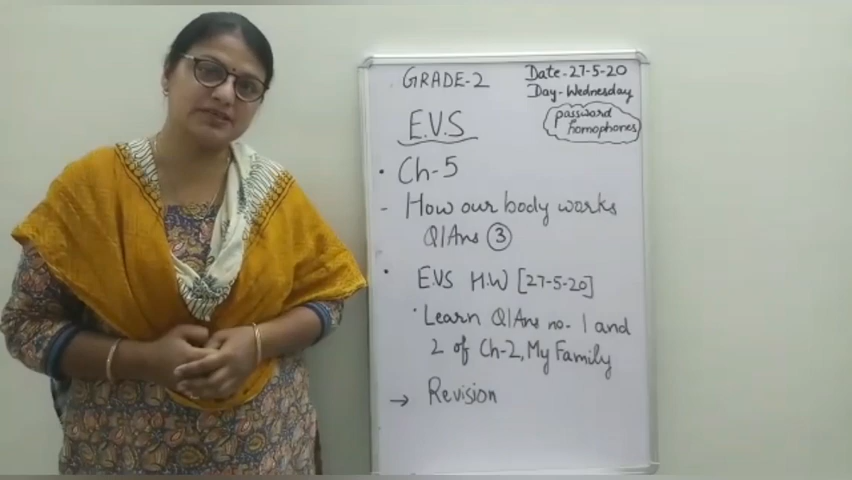 GRADE-2
Date-27-5-20
Day-Wednesday
password
homophones
E.V.S
• Ch-5
- How our body works
Q/Ans ③
• E.VS H.W [27-5-20]
• Learn Q/Ans no- 1 and
2 of Ch-2, My Family
→ Revision